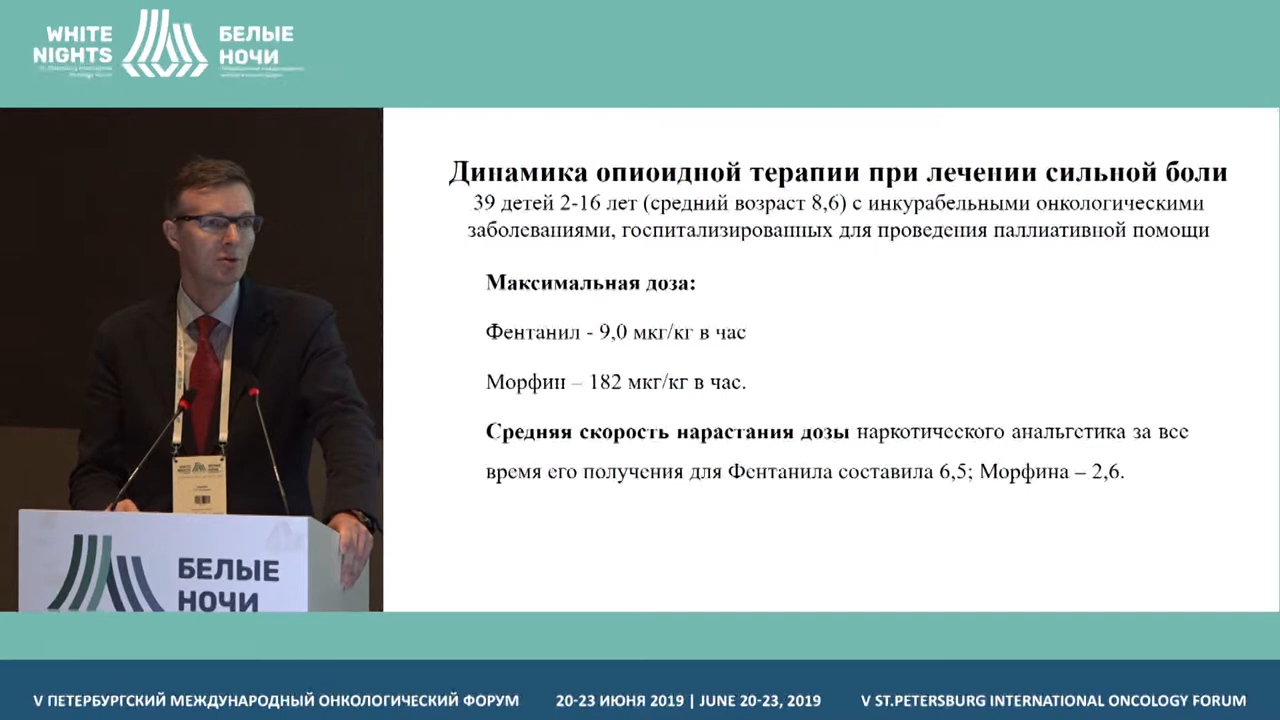 WHITE
NIGHTS
БЕЛЫЕ
НОЧИ
Динамика опиоидной терапии при лечении сильной боли
39 детей 2-16 лет (средний возраст 8,6) с инкурабельными онкологическими
заболеваниями, госпитализированных для проведения паллиативной помощи
Максимальная доза:
Фентанил - 9,0 мкг/кг в час
Морфин – 182 мкг/кг в час.
Средняя скорость нарастания дозы наркотического анальгетика за все
время его получения для Фентанила составила 6,5; Морфина – 2,6.
WHITE
NIGHTS
БЕЛЫЕ
НОЧИ
БЕЛЫЕ
НОЧИ
V ПЕТЕРБУРГСКИЙ МЕЖДУНАРОДНЫЙ ОНКОЛОГИЧЕСКИЙ ФОРУМ 20-23 ИЮНЯ 2019 | JUNE 20-23, 2019 V ST.PETERSBURG INTERNATIONAL ONCOLOGY FORUM